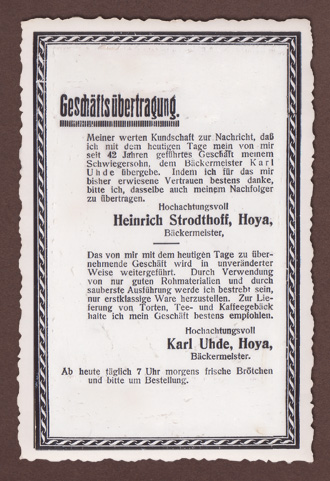 Geschäftsübertragung.
Meiner werten Kundschaft zur Nachricht, daß
ich mit dem heutigen Tage mein von mir
seit 42 Jahren geführtes Geschäft meinem
Schwiegersohn, dem Bäckermeister Karl
Uhde übergebe. Indem ich für das mir
bisher erwiesene Vertrauen bestens danke,
bitte ich, dasselbe auch meinem Nachfolger
zu übertragen.
Hochachtungsvoll
Heinrich Strodthoff, Hoya,
Bäckermeister,
Das von mir mit dem heutigen Tage zu über-
nehmende Geschäft wird in unveränderter
Weise weitergeführt. Durch Verwendung
von nur guten Rohmaterialien und durch
sauberste Ausführung werde ich bestrebt sein,
nur erstklassige Ware herzustellen. Zur Lie-
ferung von Torten, Tee- und Kaffeegebäck
halte ich mein Geschäft bestens empfohlen.
Hochachtungsvoll
Karl Uhde, Hoya,
Bäckermeister.
Ab heute täglich 7 Uhr morgens frische Brötchen
und bitte um Bestellung.